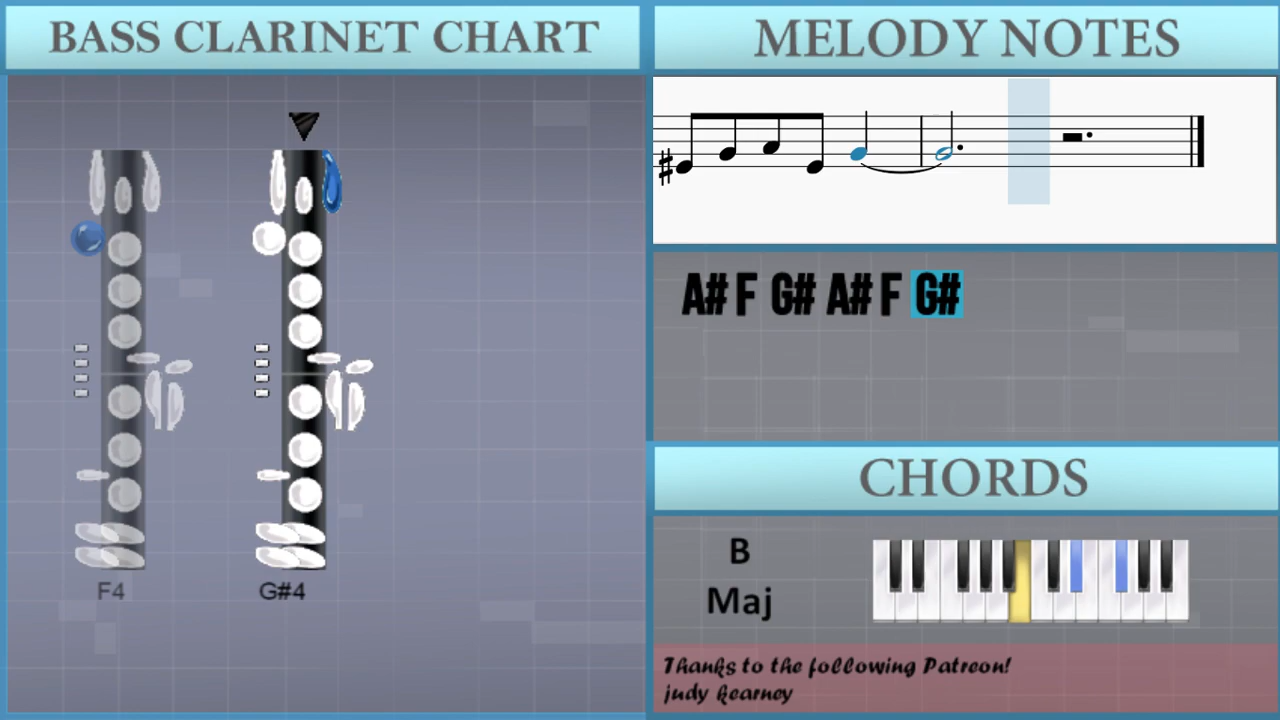 BASS CLARINET CHART
F4
G#4
MELODY NOTES
A# F G# A# F G#
CHORDS
B
Maj
Thanks to the following Patreon!
judy kearney